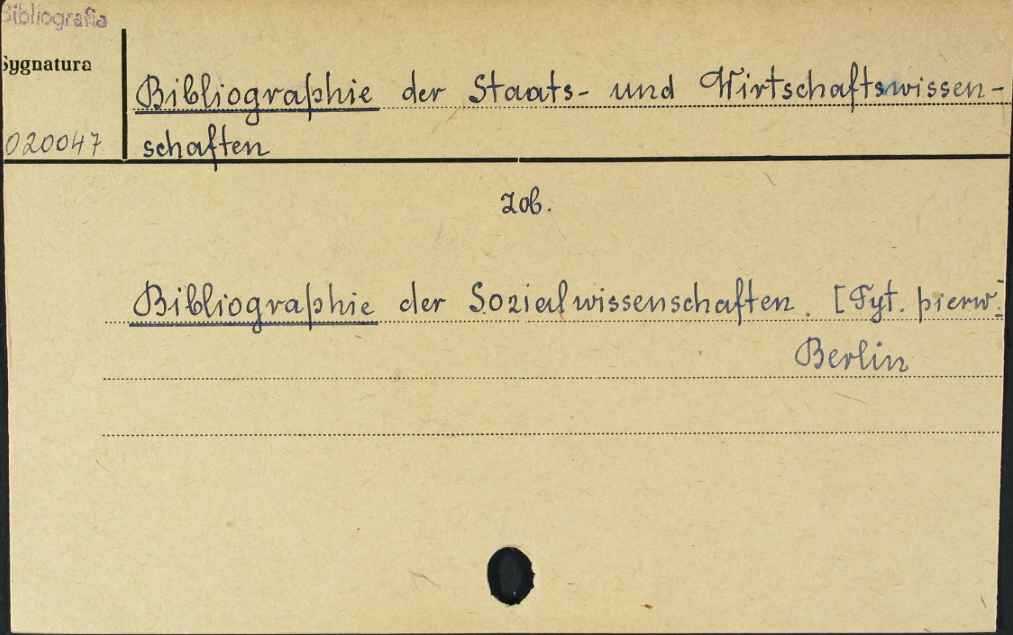 Bibliografia
Sygnatura
Bibliographie der Staats- und Wirtschaftswissen-
020047 schaften
zob.
Bibliographie der Sozialwissenschaften. [Tyt. pierw.]
Berlin